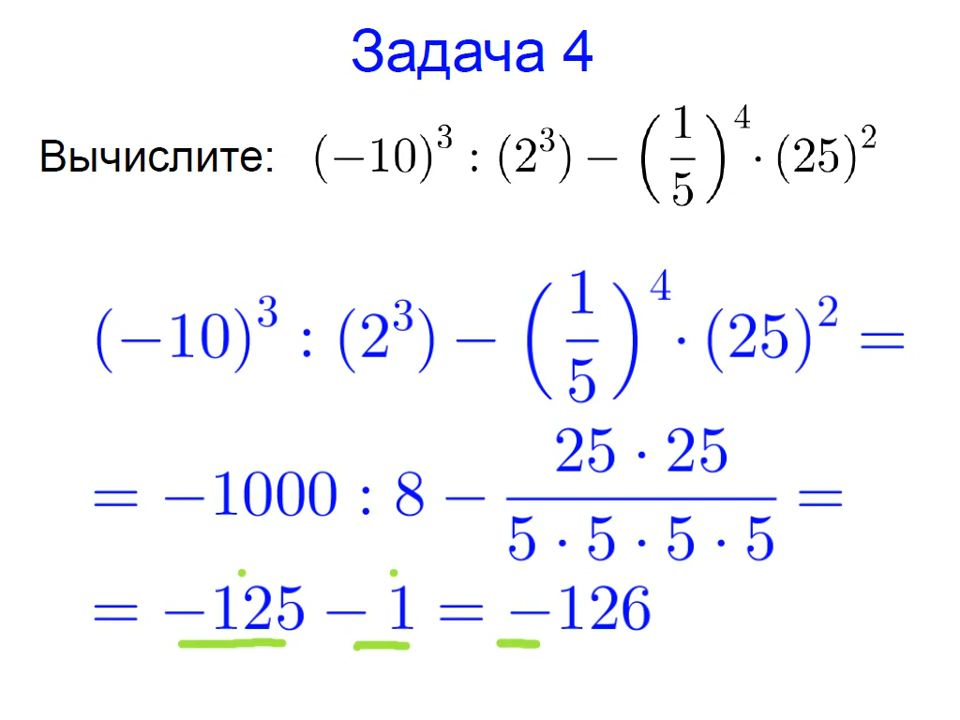 Задача 4
Вычислите: (−10)³ : (2³) − (1/5)⁴ · (25)²
(−10)³ : (2³) − (1/5)⁴ · (25)² =
= −1000 : 8 − (25 · 25)/(5 · 5 · 5 · 5) =
= −125 − 1 = −126